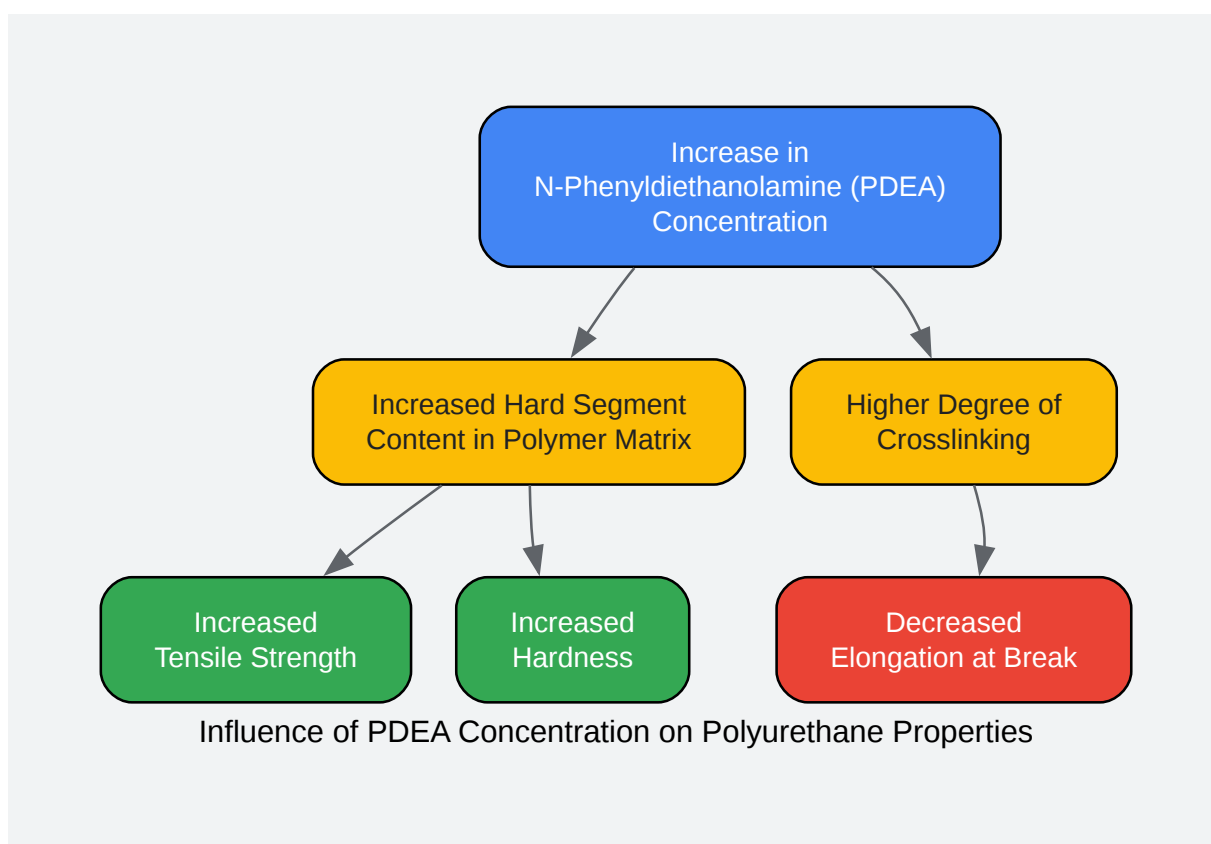 Increase in
N-Phenyldiethanolamine (PDEA)
Concentration
Increased Hard Segment
Content in Polymer Matrix
Higher Degree of
Crosslinking
Increased
Tensile Strength
Increased
Hardness
Decreased
Elongation at Break
Influence of PDEA Concentration on Polyurethane Properties